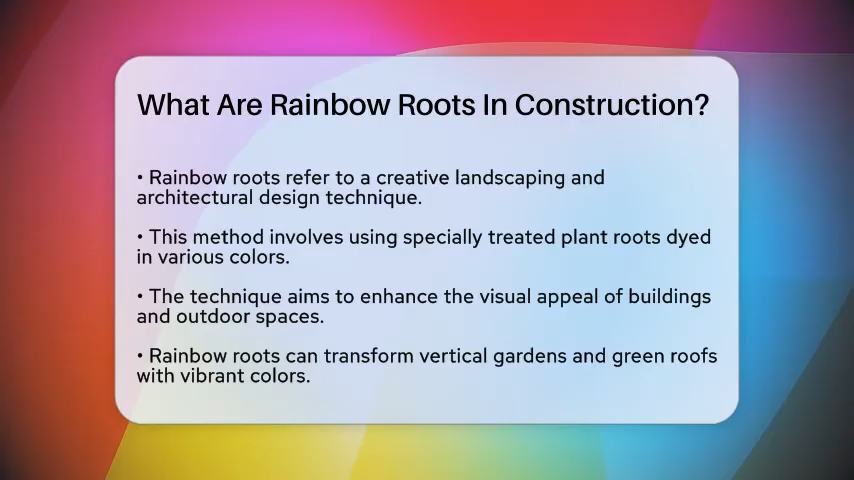 What Are Rainbow Roots In Construction?
• Rainbow roots refer to a creative landscaping and
architectural design technique.
• This method involves using specially treated plant roots dyed
in various colors.
• The technique aims to enhance the visual appeal of buildings
and outdoor spaces.
• Rainbow roots can transform vertical gardens and green roofs
with vibrant colors.